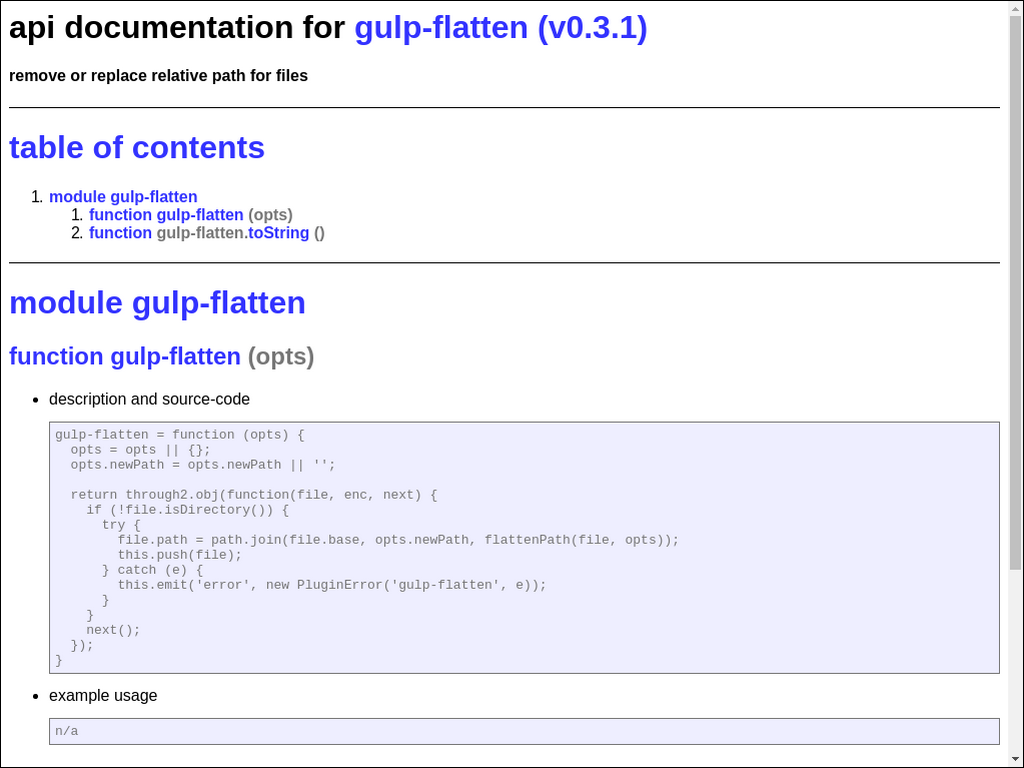 api documentation for gulp-flatten (v0.3.1)
remove or replace relative path for files
table of contents
1. module gulp-flatten
1. function gulp-flatten (opts)
2. function gulp-flatten.toString ()
module gulp-flatten
function gulp-flatten (opts)
• description and source-code
gulp-flatten = function (opts) {
  opts = opts || {};
  opts.newPath = opts.newPath || '';
  return through2.obj(function(file, enc, next) {
    if (!file.isDirectory()) {
      try {
        file.path = path.join(file.base, opts.newPath, flattenPath(file, opts));
        this.push(file);
      } catch (e) {
        this.emit('error', new PluginError('gulp-flatten', e));
      }
    }
    next();
  });
}
• example usage
n/a